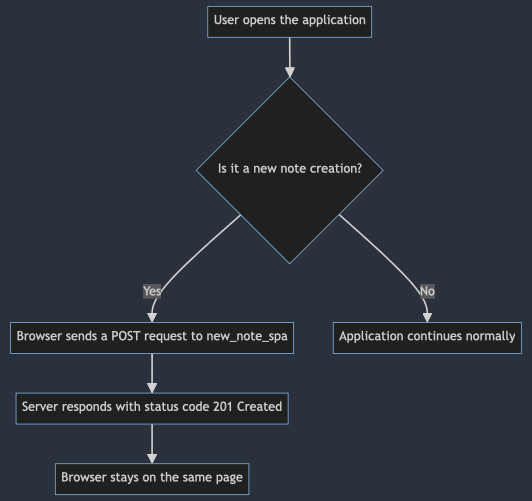 User opens the application
Is it a new note creation?
Yes
No
Browser sends a POST request to new_note_spa
Application continues normally
Server responds with status code 201 Created
Browser stays on the same page